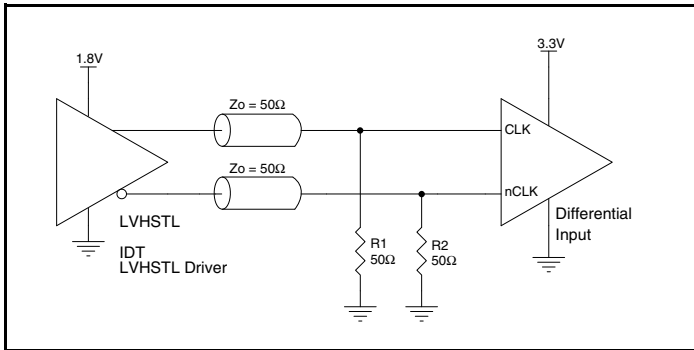 1.8V
3.3V
Zo = 50Ω
CLK
Zo = 50Ω
nCLK
LVHSTL
IDT
LVHSTL Driver
R1
50Ω
R2
50Ω
Differential
Input